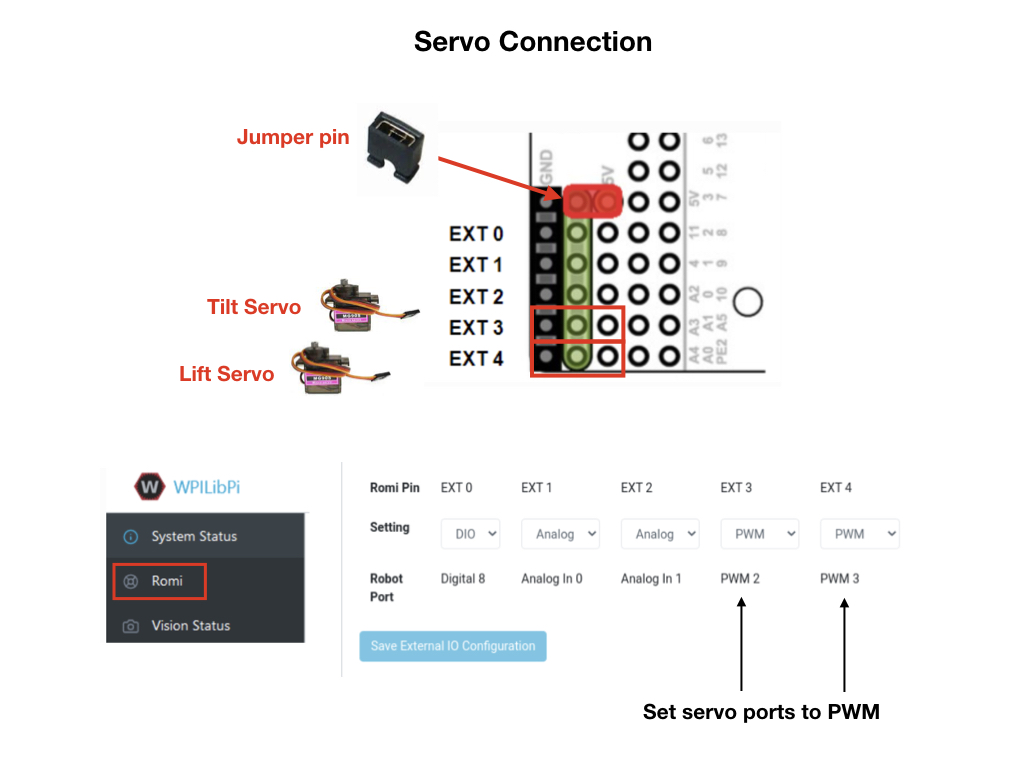 Servo Connection
Jumper pin
GND
5V
6 13
5 12
5V 3 7
EXT 0
11 2 8
EXT 1
4 1 9
EXT 2
A2 0 10
Tilt Servo
EXT 3
A3 A1 A5
EXT 4
A4 A0 PE2
Lift Servo
W WPILibPi
System Status
Romi
Vision Status
Romi Pin EXT 0 EXT 1 EXT 2 EXT 3 EXT 4
Setting DIO Analog Analog PWM PWM
Robot Port Digital 8 Analog In 0 Analog In 1 PWM 2 PWM 3
Save External IO Configuration
Set servo ports to PWM